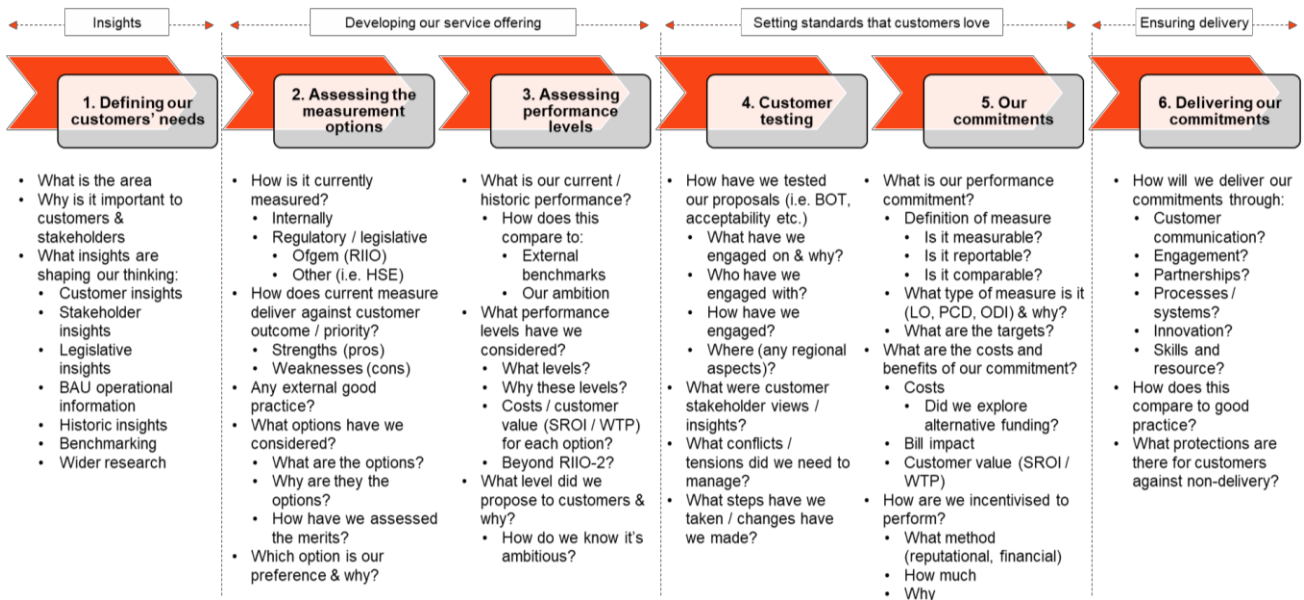 Insights
Developing our service offering
Setting standards that customers love
Ensuring delivery
1. Defining our
customers' needs
2. Assessing the
measurement
options
3. Assessing
performance
levels
4. Customer
testing
5. Our
commitments
6. Delivering our
commitments
• What is the area
• Why is it important to
customers &
stakeholders
• What insights are
shaping our thinking:
• Customer insights
• Stakeholder
insights
• Legislative
insights
• BAU operational
information
• Historic insights
• Benchmarking
• Wider research
• How is it currently
measured?
• Internally
• Regulatory / legislative
• Ofgem (RIIO)
• Other (i.e. HSE)
• How does current measure
deliver against customer
outcome / priority?
• Strengths (pros)
• Weaknesses (cons)
• Any external good
practice?
• What options have we
considered?
• What are the options?
• Why are they the
options?
• How have we assessed
the merits?
• Which option is our
preference & why?
• What is our current /
historic performance?
• How does this
compare to:
• External
benchmarks
• Our ambition
• What performance
levels have we
considered?
• What levels?
• Why these levels?
• Costs / customer
value (SROI / WTP)
for each option?
• Beyond RIIO-2?
• What level did we
propose to customers &
why?
• How do we know it's
ambitious?
• How have we tested
our proposals (i.e. BOT,
acceptability etc.)
• What have we
engaged on & why?
• Who have we
engaged with?
• How have we
engaged?
• Where (any regional
aspects)?
• What were customer
stakeholder views /
insights?
• What conflicts /
tensions did we need to
manage?
• What steps have we
taken / changes have
we made?
• What is our performance
commitment?
• Definition of measure
• Is it measurable?
• Is it reportable?
• Is it comparable?
• What type of measure is it
(LO, PCD, ODI) & why?
• What are the targets?
• What are the costs and
benefits of our commitment?
• Costs
• Did we explore
alternative funding?
• Bill impact
• Customer value (SROI /
WTP)
• How are we incentivised to
perform?
• What method
(reputational, financial)
• How much
• Why
• How will we deliver our
commitments through:
• Customer
communication?
• Engagement?
• Partnerships?
• Processes /
systems?
• Innovation?
• Skills and
resource?
• How does this
compare to good
practice?
• What protections are
there for customers
against non-delivery?